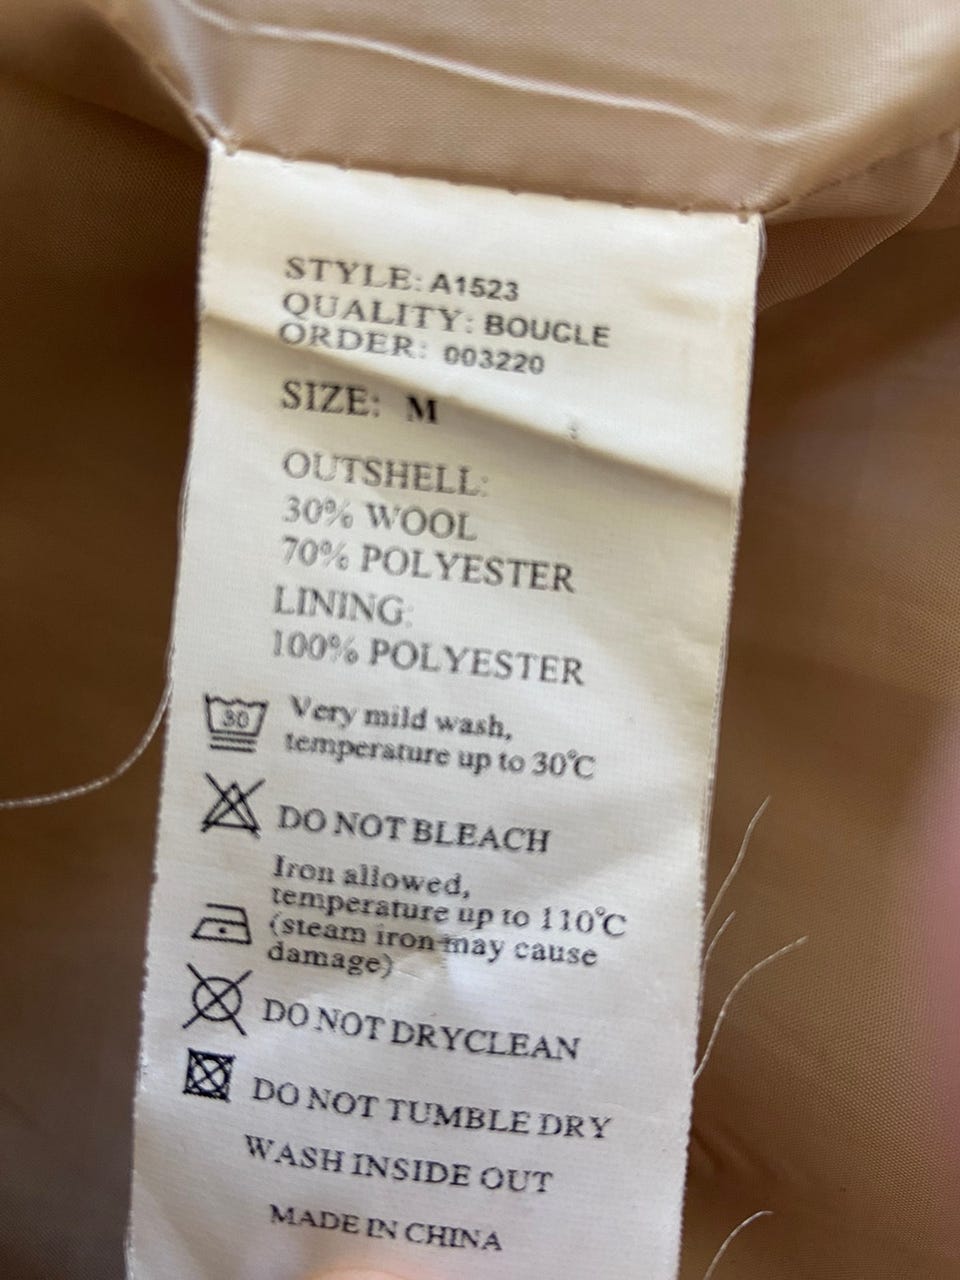 STYLE: A1523
QUALITY: BOUCLE
ORDER: 003220
SIZE: M
OUTSHELL:
30% WOOL
70% POLYESTER
LINING:
100% POLYESTER
30 Very mild wash,
temperature up to 30℃
DO NOT BLEACH
Iron allowed,
temperature up to 110℃
(steam iron may cause
damage)
DO NOT DRYCLEAN
DO NOT TUMBLE DRY
WASH INSIDE OUT
MADE IN CHINA